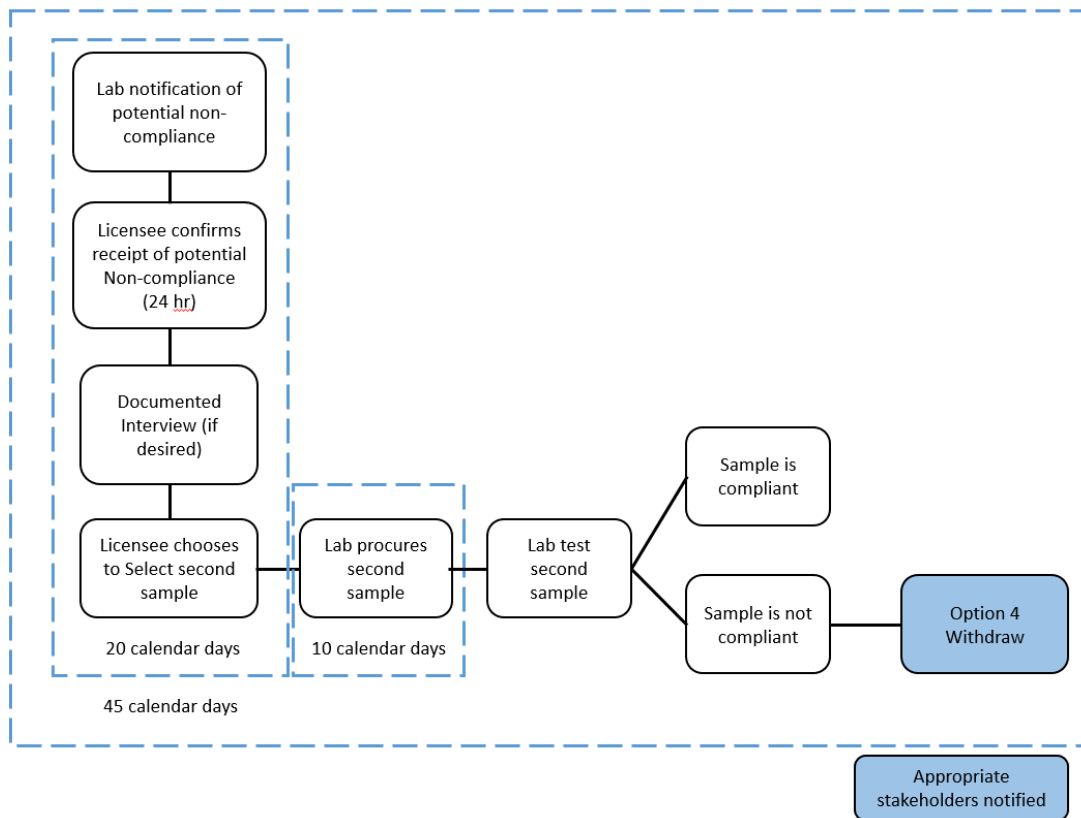 Lab notification of
potential non-
compliance
Licensee confirms
receipt of potential
Non-compliance
(24 hr)
Documented
Interview (if
desired)
Licensee chooses
to Select second
sample
20 calendar days
45 calendar days
Lab procures
second
sample
10 calendar days
Lab test
second
sample
Sample is
compliant
Sample is not
compliant
Option 4
Withdraw
Appropriate
stakeholders notified